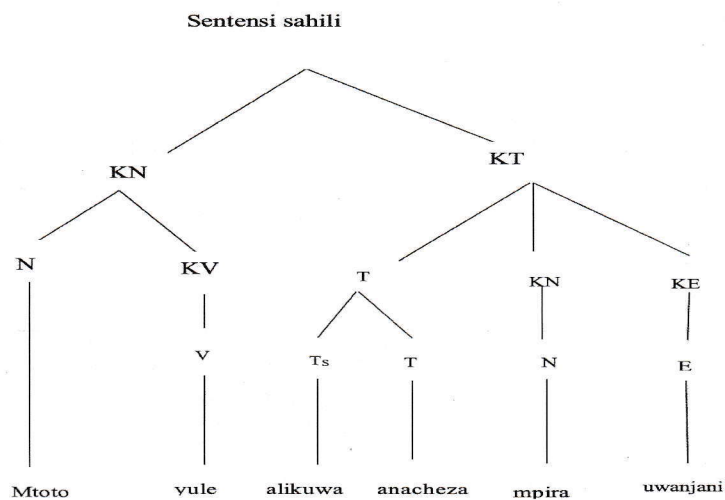 Sentensi sahili
KN KT
N KV T KN KE
V Ts T N E
Mtoto yule alikuwa anacheza mpira uwanjani